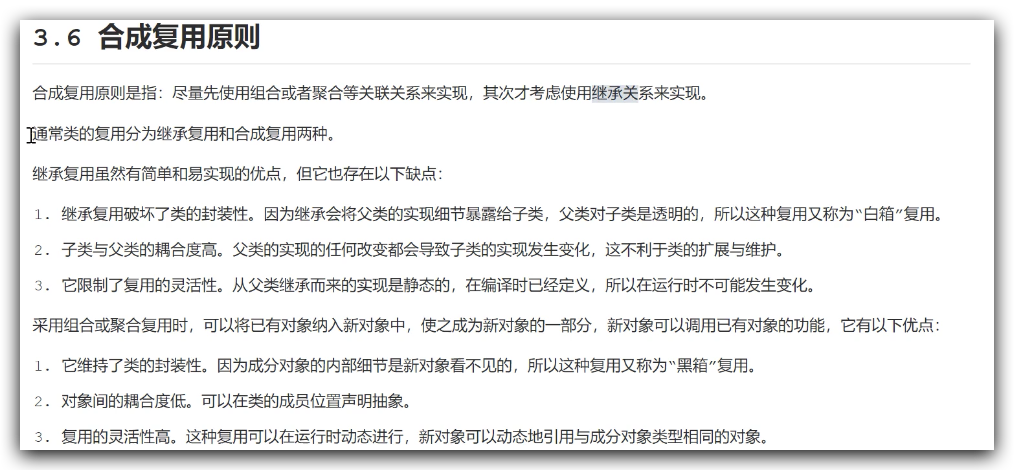 3.6 合成复用原则
合成复用原则是指：尽量先使用组合或者聚合等关联关系来实现，其次才考虑使用继承关系来实现。
通常类的复用分为继承复用和合成复用两种。
继承复用虽然有简单和易实现的优点，但它也存在以下缺点：
1. 继承复用破坏了类的封装性。因为继承会将父类的实现细节暴露给子类，父类对子类是透明的，所以这种复用又称为“白箱”复用。
2. 子类与父类的耦合度高。父类的实现的任何改变都会导致子类的实现发生变化，这不利于类的扩展与维护。
3. 它限制了复用的灵活性。从父类继承而来的实现是静态的，在编译时已经定义，所以在运行时不可能发生变化。
采用组合或聚合复用时，可以将已有对象纳入新对象中，使之成为新对象的一部分，新对象可以调用已有对象的功能，它有以下优点：
1. 它维持了类的封装性。因为成分对象的内部细节是新对象看不见的，所以这种复用又称为“黑箱”复用。
2. 对象间的耦合度低。可以在类的成员位置声明抽象。
3. 复用的灵活性高。这种复用可以在运行时动态进行，新对象可以动态地引用与成分对象类型相同的对象。